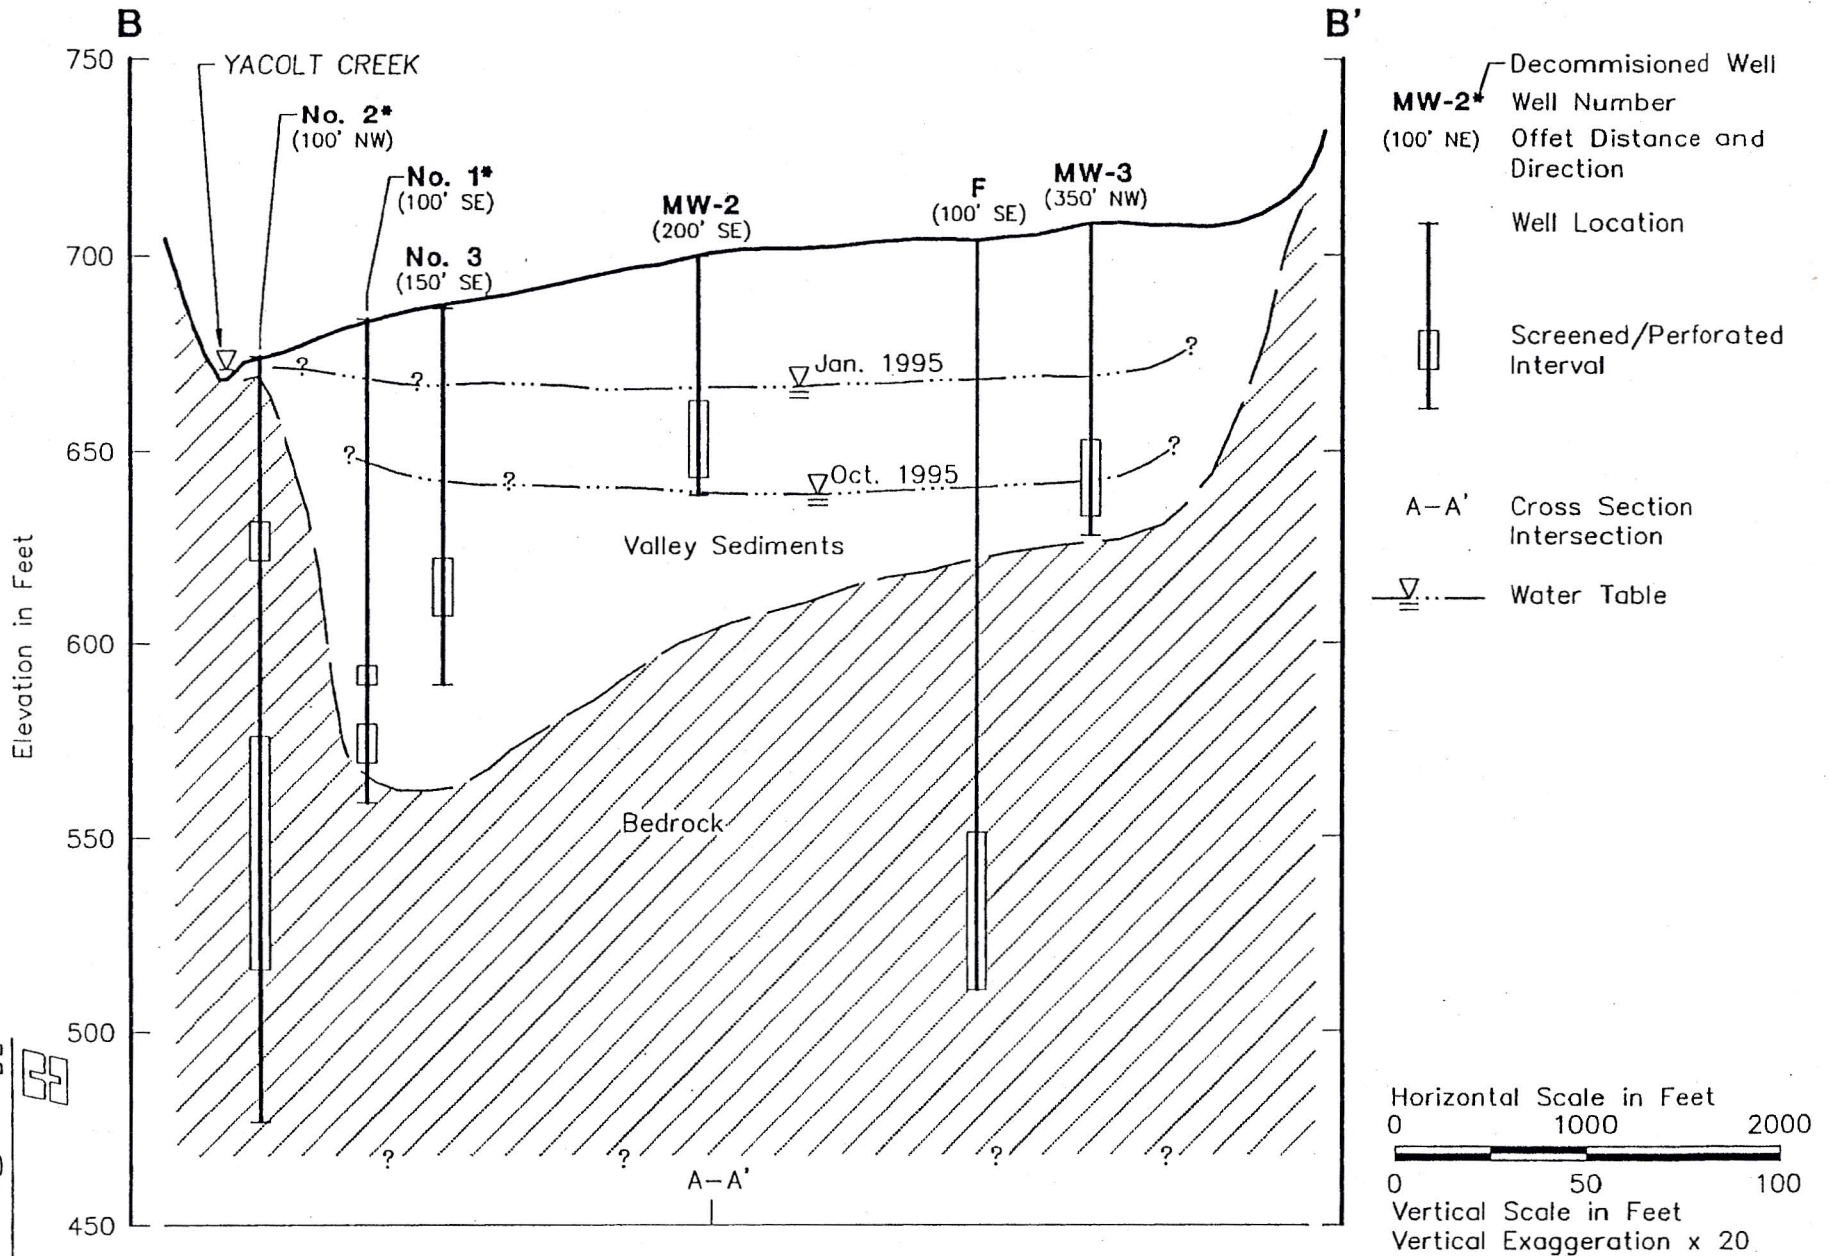 B
B'
750
700
650
600
550
500
450
Elevation in Feet
YACOLT CREEK
No. 2*
(100' NW)
No. 1*
(100' SE)
No. 3
(150' SE)
MW-2
(200' SE)
F
(100' SE)
MW-3
(350' NW)
?
?
Jan. 1995
?
?
?
Oct. 1995
?
Valley Sediments
Bedrock
?
?
?
?
A-A'
Decommisioned Well
MW-2* Well Number
(100' NE) Offet Distance and
Direction
Well Location
Screened/Perforated
Interval
A-A' Cross Section
Intersection
Water Table
Horizontal Scale in Feet
0 1000 2000
0 50 100
Vertical Scale in Feet
Vertical Exaggeration x 20